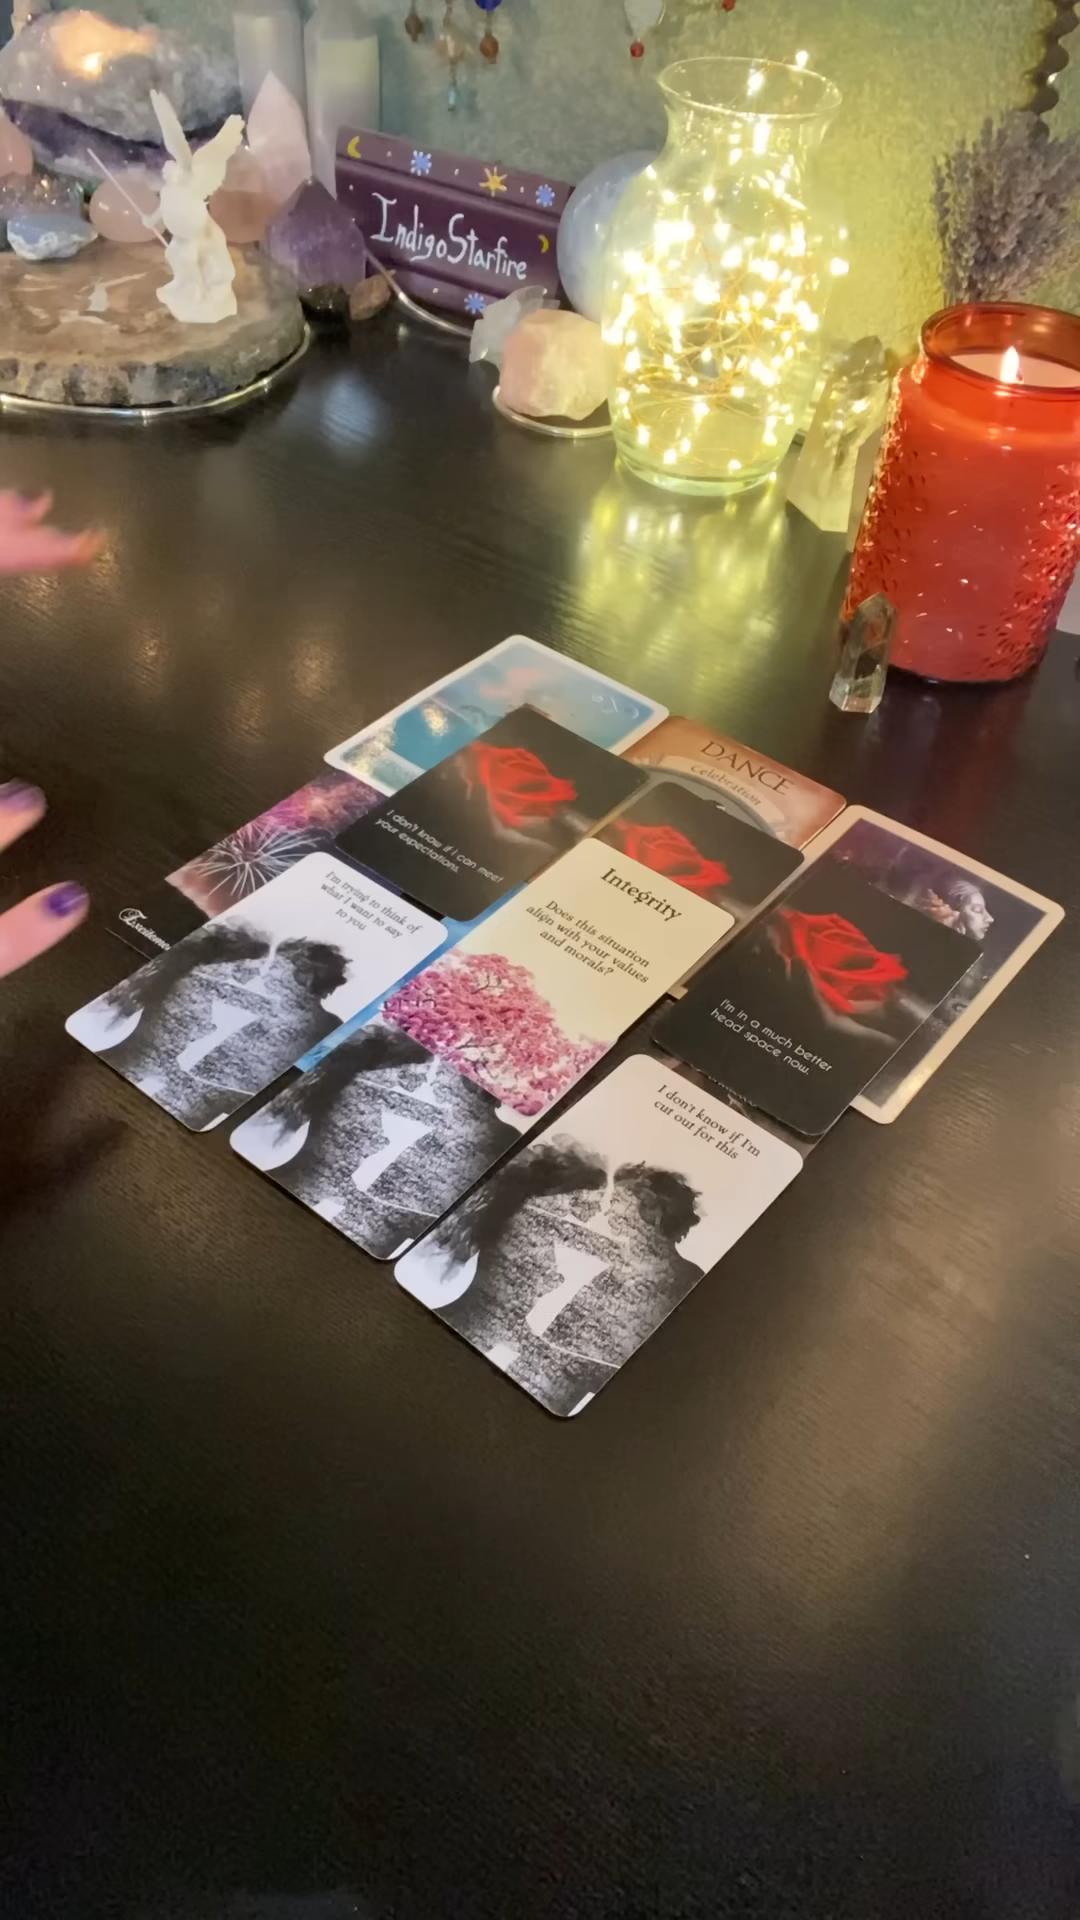 IndigoStarfire
DANCE
Celebration
I don't know if I can meet
your expectations.
Integrity
Does this situation
align with your values
and morals?
I'm trying to think of
what I want to say
to you
I'm in a much better
head space now.
I don't know if I'm
cut out for this